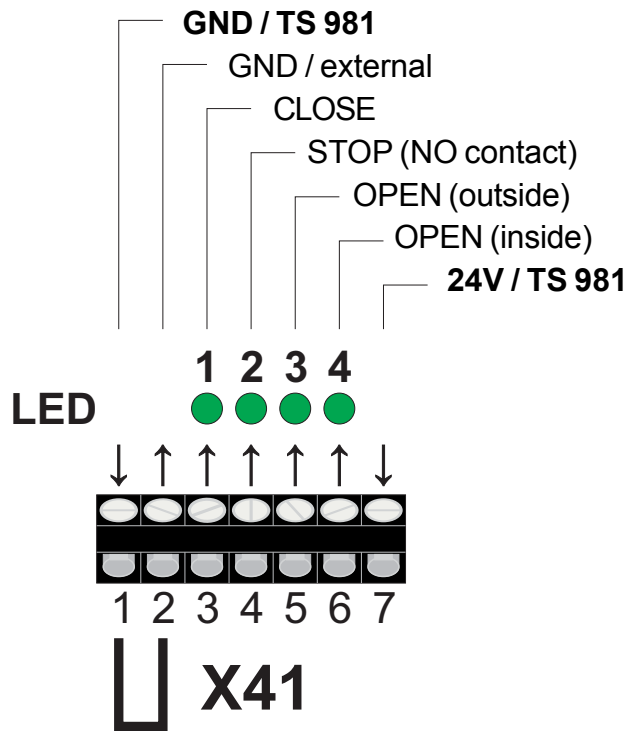 GND / TS 981
GND / external
CLOSE
STOP (NO contact)
OPEN (outside)
OPEN (inside)
24V / TS 981
1 2 3 4
LED
1 2 3 4 5 6 7
X41